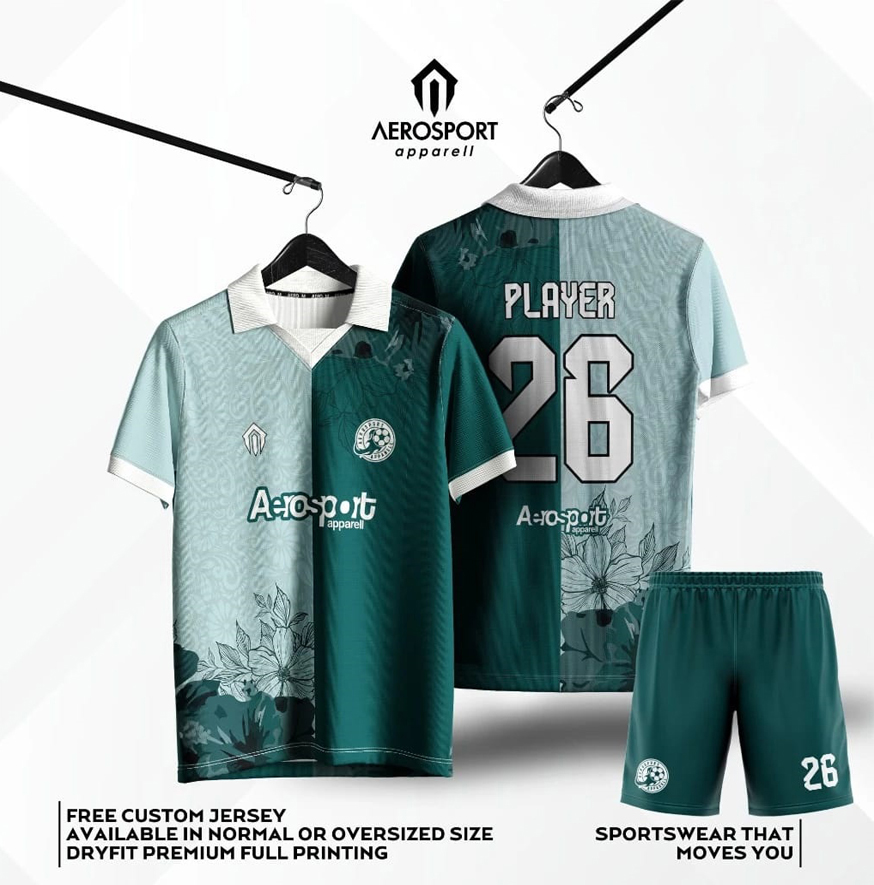 AEROSPORT
apparell
PLAYER
26
Aerosport
apparell
Aerosport
apparell
26
FREE CUSTOM JERSEY
AVAILABLE IN NORMAL OR OVERSIZED SIZE
DRYFIT PREMIUM FULL PRINTING
SPORTSWEAR THAT
MOVES YOU